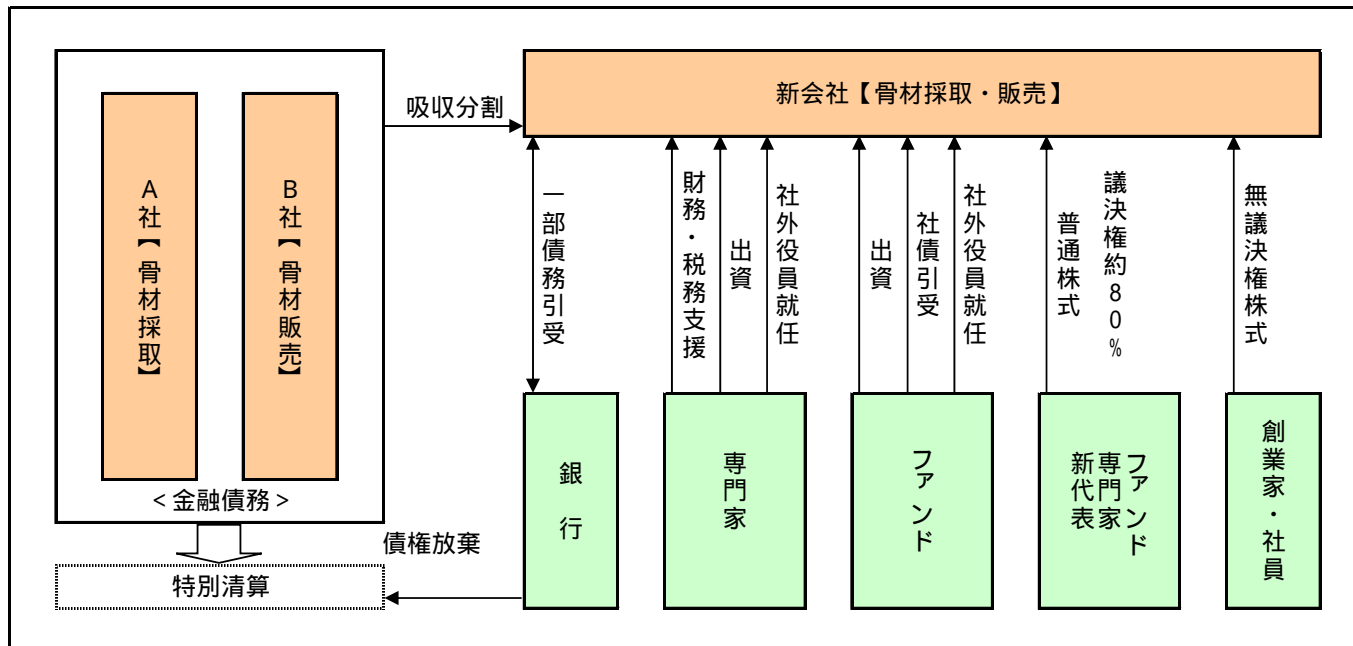 新会社【骨材採取・販売】
吸収分割
A社【骨材採取】
B社【骨材販売】
<金融債務>
特別清算
債権放棄
一部債務引受
財務・税務支援
出資
社外役員就任
出資
社債引受
社外役員就任
普通株式
議決権約80%
無議決権株式
銀行
専門家
ファンド
ファンド
専門家
新代表
創業家・社員